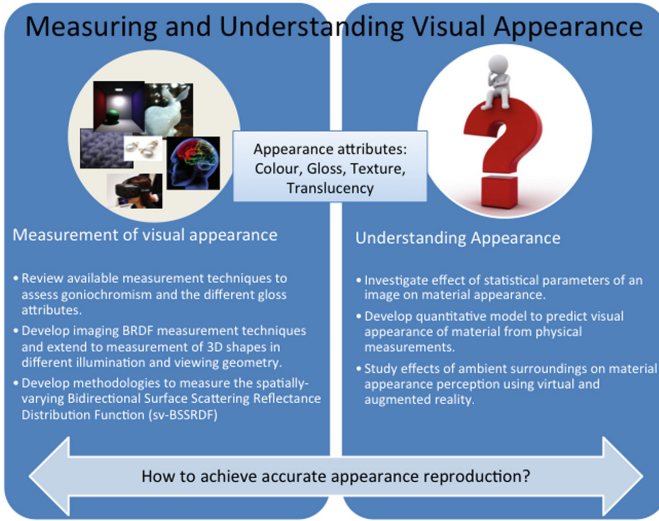 Measuring and Understanding Visual Appearance
Appearance attributes:
Colour, Gloss, Texture,
Translucency
Measurement of visual appearance
• Review available measurement techniques to
assess goniochromism and the different gloss
attributes.
• Develop imaging BRDF measurement techniques
and extend to measurement of 3D shapes in
different illumination and viewing geometry.
• Develop methodologies to measure the spatially-
varying Bidirectional Surface Scattering Reflectance
Distribution Function (sv-BSSRDF)
Understanding Appearance
• Investigate effect of statistical parameters of an
image on material appearance.
• Develop quantitative model to predict visual
appearance of material from physical
measurements.
• Study effects of ambient surroundings on material
appearance perception using virtual and
augmented reality.
How to achieve accurate appearance reproduction?